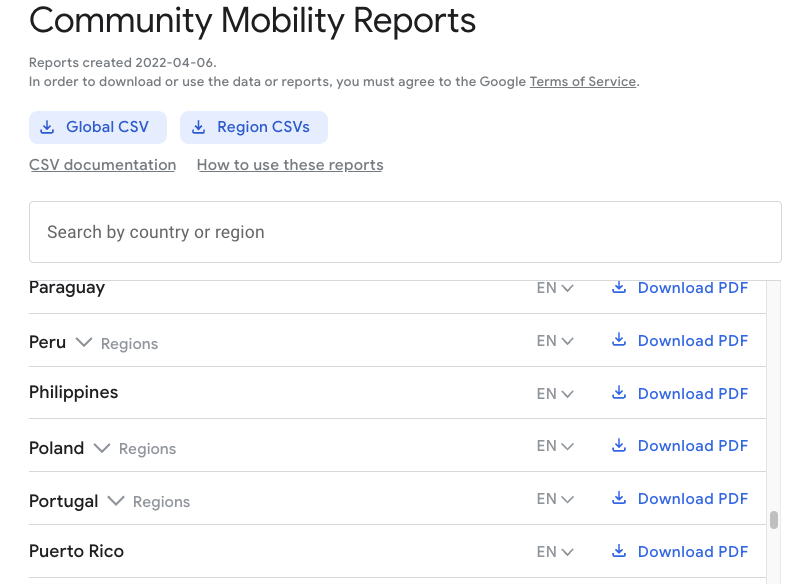 Community Mobility Reports
Reports created 2022-04-06.
In order to download or use the data or reports, you must agree to the Google Terms of Service.
Global CSV Region CSVs
CSV documentation How to use these reports
Search by country or region
Paraguay EN Download PDF
Peru Regions EN Download PDF
Philippines EN Download PDF
Poland Regions EN Download PDF
Portugal Regions EN Download PDF
Puerto Rico EN Download PDF